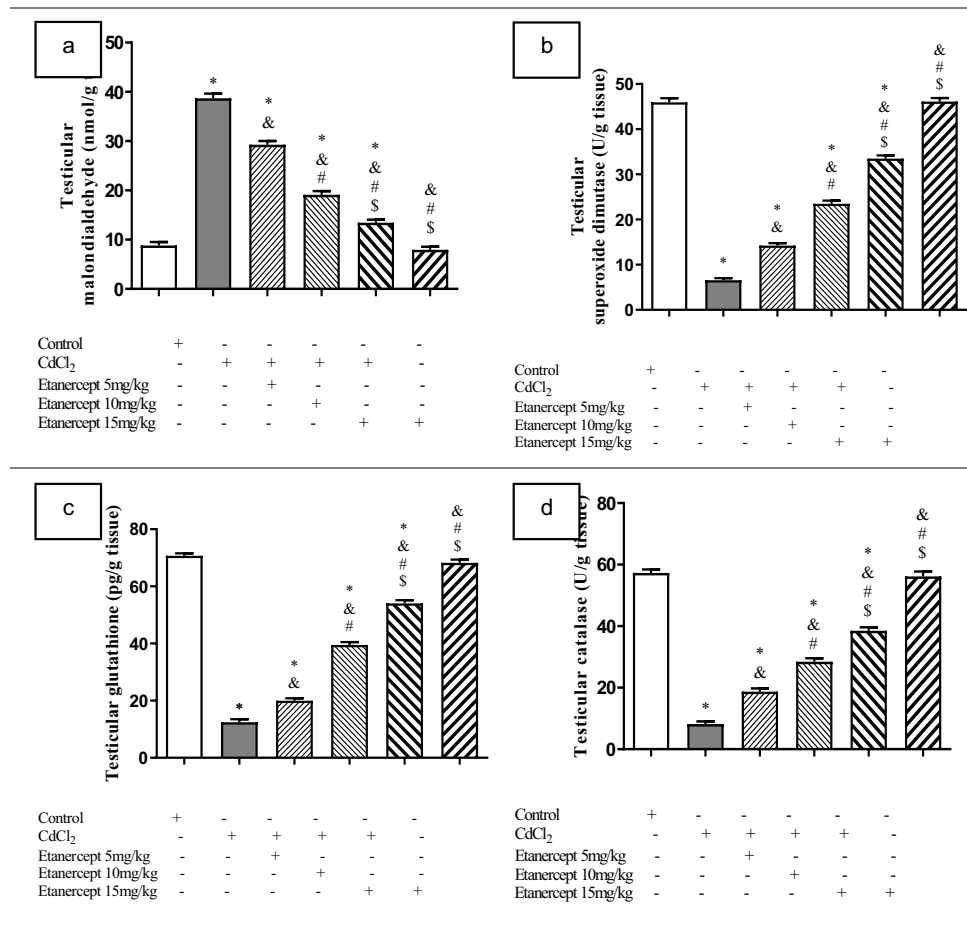 a
Testicular
malondialdehyde (nmol/g
50
40
30
20
10
0
*
*
&
*
&
#
*
&
#
$
&
#
$
Control + - - - - -
CdCl₂ - + + + + -
Etanercept 5mg/kg - - + - - -
Etanercept 10mg/kg - - - + - -
Etanercept 15mg/kg - - - - + +
b
Testicular
superoxide dimutase (U/g tissue)
50
40
30
20
10
0
*
*
&
*
&
#
*
&
#
$
&
#
$
Control + - - - - -
CdCl₂ - + + + + -
Etanercept 5mg/kg - - + - - -
Etanercept 10mg/kg - - - + - -
Etanercept 15mg/kg - - - - + +
c
Testicular glutathione (pg/g tissue)
80
60
40
20
0
*
*
&
*
&
#
*
&
#
$
&
#
$
Control + - - - - -
CdCl₂ - + + + + -
Etanercept 5mg/kg - - + - - -
Etanercept 10mg/kg - - - + - -
Etanercept 15mg/kg - - - - + +
d
Testicular catalase (U/g tissue)
80
60
40
20
0
*
*
&
*
&
#
*
&
#
$
&
#
$
Control + - - - - -
CdCl₂ - + + + + -
Etanercept 5mg/kg - - + - - -
Etanercept 10mg/kg - - - + - -
Etanercept 15mg/kg - - - - + +